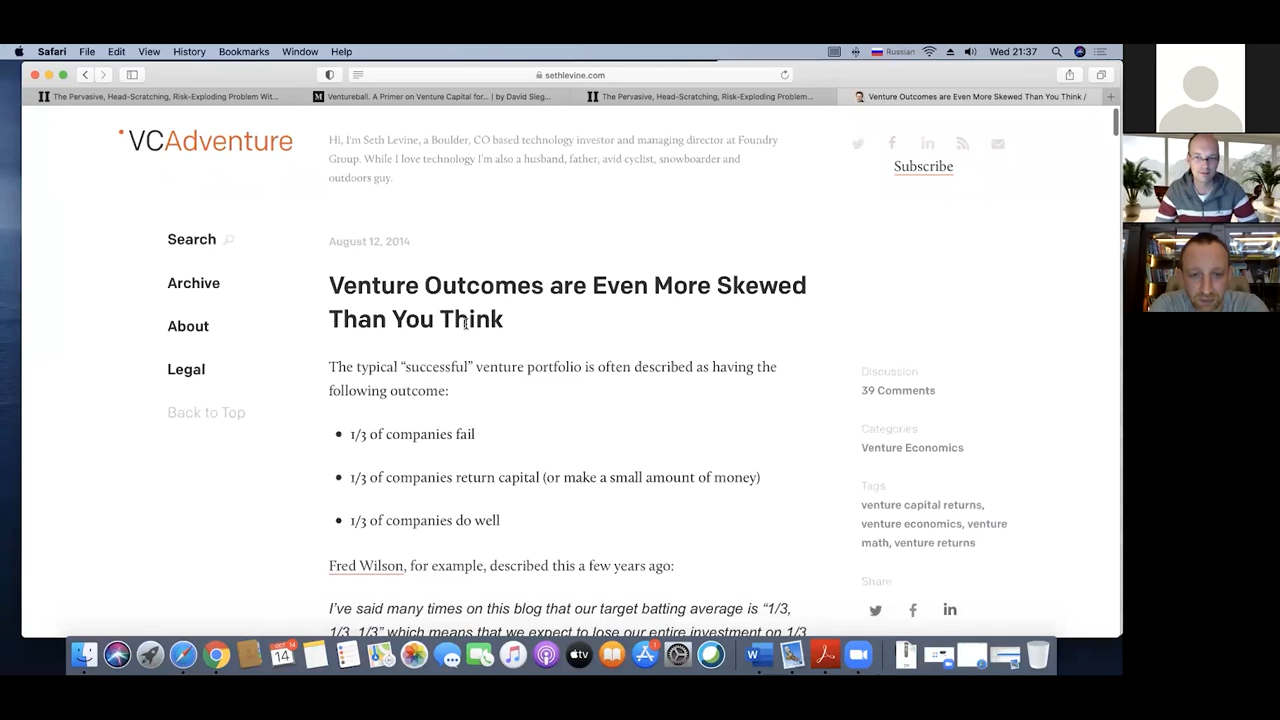 Safari File Edit View History Bookmarks Window Help
Russian Wed 21:37
sethlevine.com
The Pervasive, Head-Scratching, Risk-Exploding Problem Wit...
Ventureball. A Primer on Venture Capital for... | by David Sieg...
The Pervasive, Head-Scratching, Risk-Exploding Problem...
Venture Outcomes are Even More Skewed Than You Think /
VCAdventure
Hi, I'm Seth Levine, a Boulder, CO based technology investor and managing director at Foundry
Group. While I love technology I'm also a husband, father, avid cyclist, snowboarder and
outdoors guy.
Subscribe
Search
Archive
About
Legal
Back to Top
August 12, 2014
Venture Outcomes are Even More Skewed
Than You Think
The typical “successful” venture portfolio is often described as having the
following outcome:
• 1/3 of companies fail
• 1/3 of companies return capital (or make a small amount of money)
• 1/3 of companies do well
Fred Wilson, for example, described this a few years ago:
I've said many times on this blog that our target batting average is “1/3,
1/3, 1/3” which means that we expect to lose our entire investment on 1/3
Discussion
39 Comments
Categories
Venture Economics
Tags
venture capital returns,
venture economics, venture
math, venture returns
Share
OCT
14
tv
1